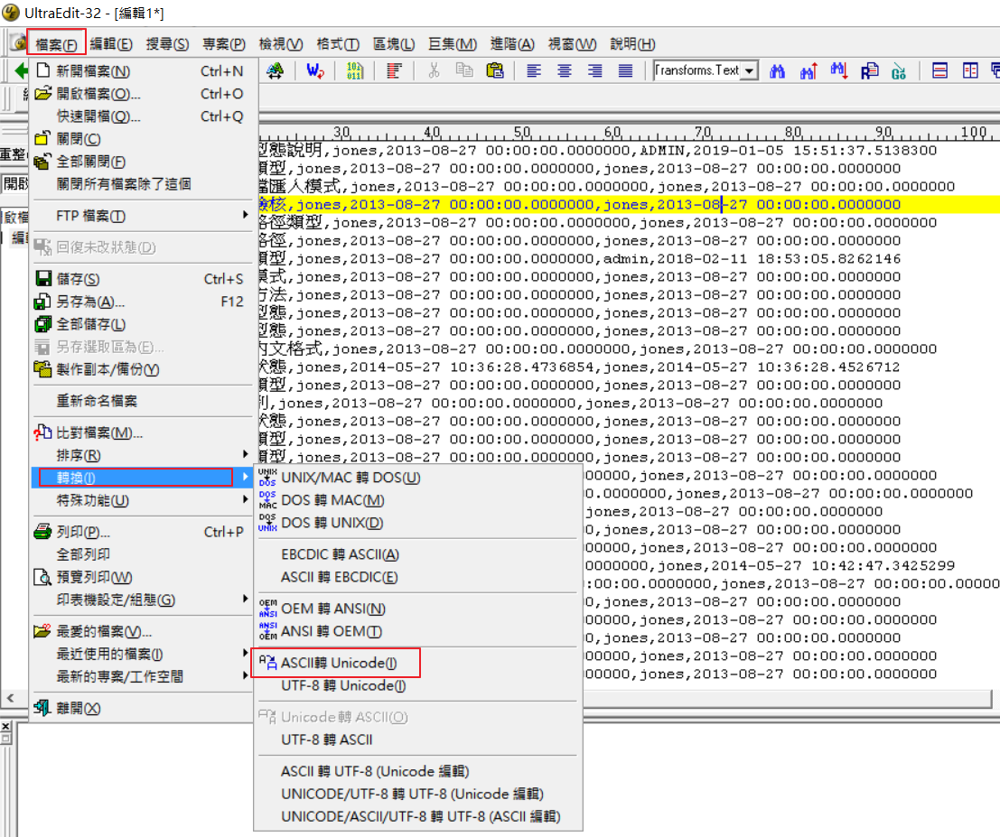 UltraEdit-32 - [編輯1*]
檔案(F) 編輯(E) 搜尋(S) 專案(P) 檢視(V) 格式(T) 區塊(L) 巨集(M) 進階(A) 視窗(W) 說明(H)
Transforms.Text
新開檔案(N) Ctrl+N
開啟檔案(O)... Ctrl+O
快速開檔(Q)... Ctrl+Q
關閉(C)
全部關閉(F)
關閉所有檔案除了這個
FTP 檔案(T)
回復未改狀態(D)
儲存(S) Ctrl+S
另存為(A)... F12
全部儲存(L)
另存選取區為(E)...
製作副本/備份(Y)
重新命名檔案
比對檔案(M)...
排序(R)
轉換(I)
特殊功能(U)
列印(P)... Ctrl+P
全部列印
預覽列印(W)
印表機設定/組態(G)
最愛的檔案(V)...
最近使用的檔案(I)
最新的專案/工作空間
離開(X)
UNIX/MAC 轉 DOS(U)
DOS 轉 MAC(M)
DOS 轉 UNIX(D)
EBCDIC 轉 ASCII(A)
ASCII 轉 EBCDIC(E)
OEM 轉 ANSI(N)
ANSI 轉 OEM(T)
ASCII轉 Unicode(I)
UTF-8 轉 Unicode(I)
Unicode 轉 ASCII(O)
UTF-8 轉 ASCII
ASCII 轉 UTF-8 (Unicode 編輯)
UNICODE/UTF-8 轉 UTF-8 (Unicode 編輯)
UNICODE/ASCII/UTF-8 轉 UTF-8 (ASCII 編輯)
重整
開啟
30 40 50 60 70 80 90 100
型態說明,jones,2013-08-27 00:00:00.0000000,ADMIN,2019-01-05 15:51:37.5138300
類型,jones,2013-08-27 00:00:00.0000000,jones,2013-08-27 00:00:00.0000000
當匯入模式,jones,2013-08-27 00:00:00.0000000,jones,2013-08-27 00:00:00.0000000
檢核,jones,2013-08-27 00:00:00.0000000,jones,2013-08-27 00:00:00.0000000
路徑類型,jones,2013-08-27 00:00:00.0000000,jones,2013-08-27 00:00:00.0000000
路徑,jones,2013-08-27 00:00:00.0000000,jones,2013-08-27 00:00:00.0000000
類型,jones,2013-08-27 00:00:00.0000000,admin,2018-02-11 18:53:05.8262146
模式,jones,2013-08-27 00:00:00.0000000,jones,2013-08-27 00:00:00.0000000
方法,jones,2013-08-27 00:00:00.0000000,jones,2013-08-27 00:00:00.0000000
型態,jones,2013-08-27 00:00:00.0000000,jones,2013-08-27 00:00:00.0000000
型態,jones,2013-08-27 00:00:00.0000000,jones,2013-08-27 00:00:00.0000000
內文格式,jones,2013-08-27 00:00:00.0000000,jones,2013-08-27 00:00:00.0000000
狀態,jones,2014-05-27 10:36:28.4736854,jones,2014-05-27 10:36:28.4526712
類型,jones,2013-08-27 00:00:00.0000000,jones,2013-08-27 00:00:00.0000000
,jones,2013-08-27 00:00:00.0000000,jones,2013-08-27 00:00:00.0000000
狀態,jones,2013-08-27 00:00:00.0000000,jones,2013-08-27 00:00:00.0000000
類型,jones,2013-08-27 00:00:00.0000000,jones,2013-08-27 00:00:00.0000000
類型,jones,2013-08-27 00:00:00.0000000,jones,2013-08-27 00:00:00.0000000
000000,jones,2013-08-27 00:00:00.0000000
0.0000000,jones,2013-08-27 00:00:00.0000000
jones,2013-08-27 00:00:00.0000000
00,jones,2013-08-27 00:00:00.0000000
000000,jones,2013-08-27 00:00:00.0000000
000000,jones,2014-05-27 10:42:47.3425299
:00:00.0000000,jones,2013-08-27 00:00:00.00000
00,jones,2013-08-27 00:00:00.0000000
000000,jones,2013-08-27 00:00:00.0000000
00,jones,2013-08-27 00:00:00.0000000
000000,jones,2013-08-27 00:00:00.0000000
000000,jones,2013-08-27 00:00:00.0000000